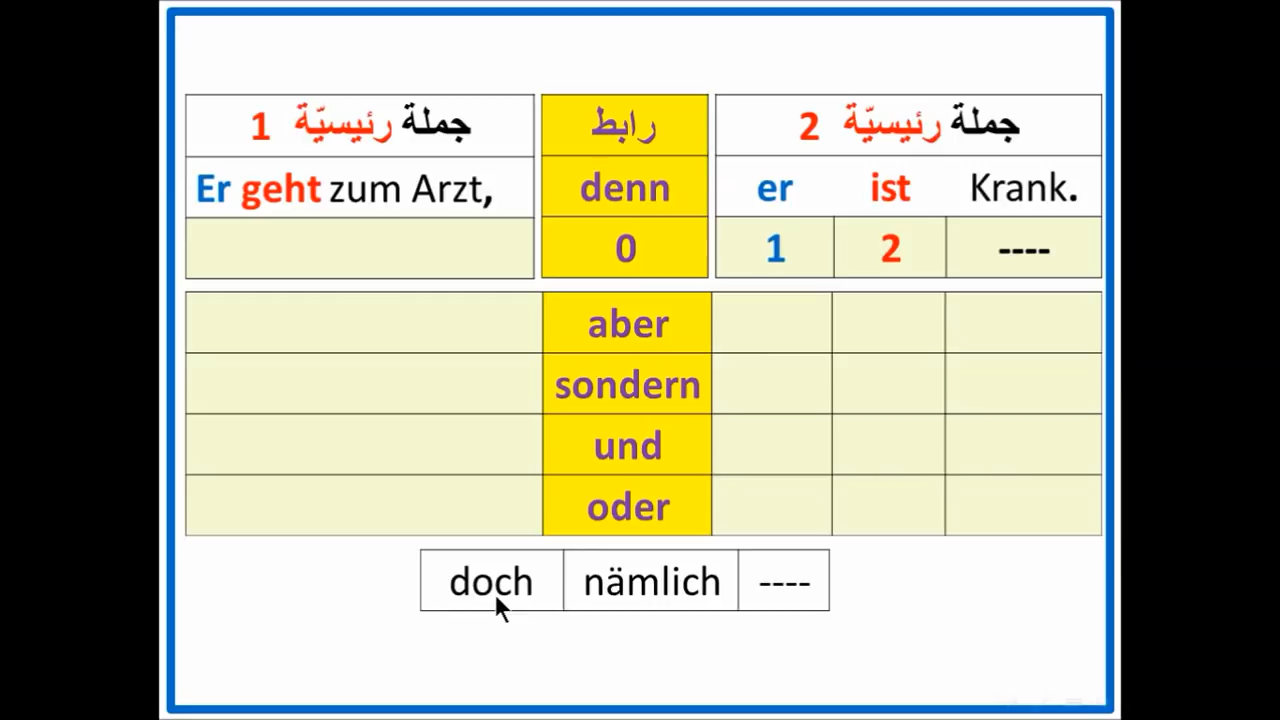 جملة رئيسيّة 1 رابط جملة رئيسيّة 2
Er geht zum Arzt, denn er ist Krank.
0 1 2 ----
aber
sondern
und
oder
doch nämlich ----